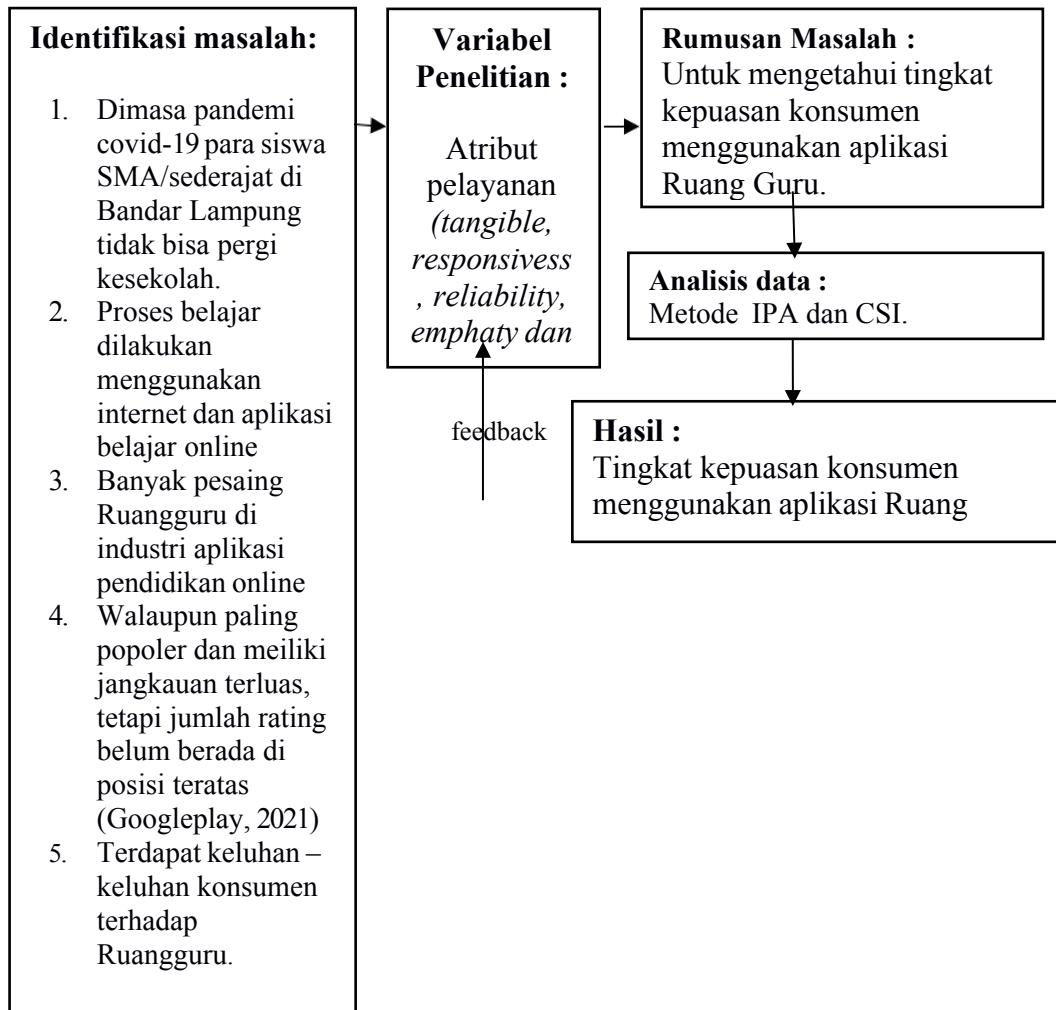 Identifikasi masalah:
1. Dimasa pandemi
covid-19 para siswa
SMA/sederajat di
Bandar Lampung
tidak bisa pergi
kesekolah.
2. Proses belajar
dilakukan
menggunakan
internet dan aplikasi
belajar online
3. Banyak pesaing
Ruangguru di
industri aplikasi
pendidikan online
4. Walaupun paling
popoler dan meiliki
jangkauan terluas,
tetapi jumlah rating
belum berada di
posisi teratas
(Googleplay, 2021)
5. Terdapat keluhan –
keluhan konsumen
terhadap
Ruangguru.
Variabel
Penelitian :
Atribut
pelayanan
(tangible,
responsivess
, reliability,
emphaty dan
feedback
Rumusan Masalah :
Untuk mengetahui tingkat
kepuasan konsumen
menggunakan aplikasi
Ruang Guru.
Analisis data :
Metode IPA dan CSI.
Hasil :
Tingkat kepuasan konsumen
menggunakan aplikasi Ruang